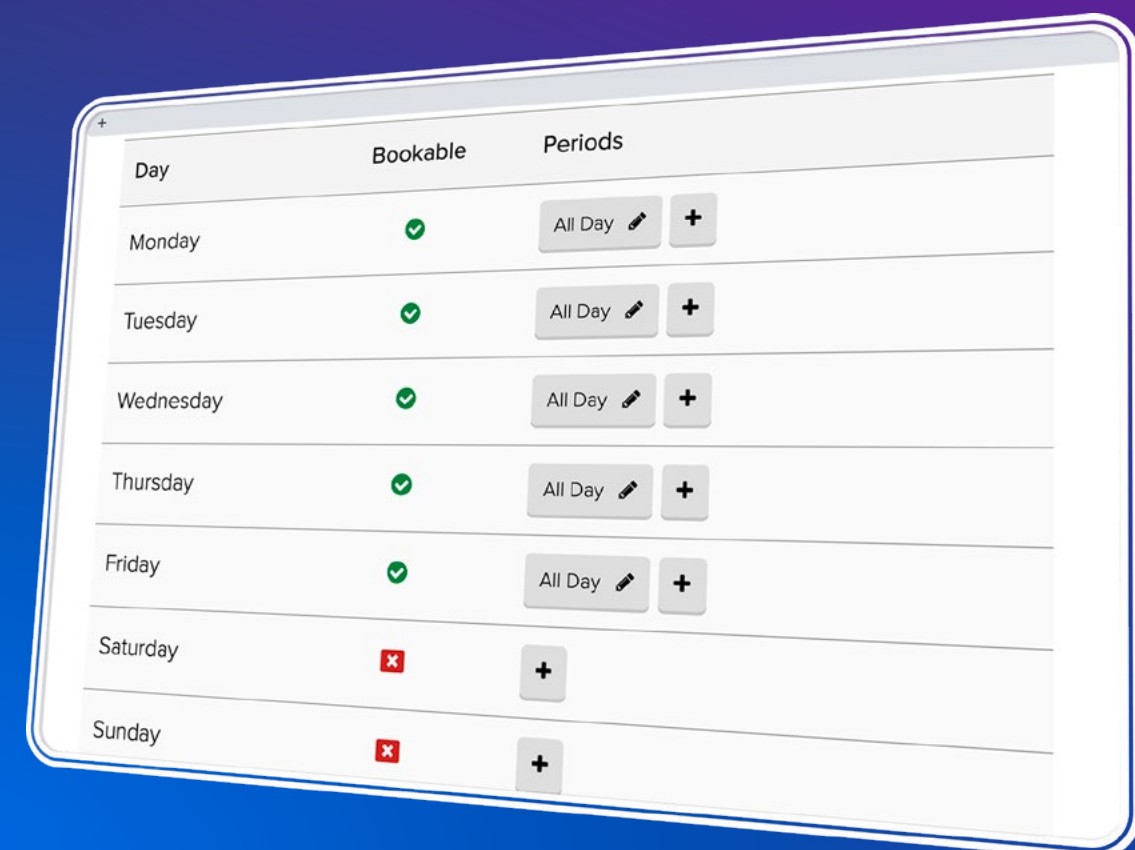 Day Bookable Periods
Monday All Day
Tuesday All Day
Wednesday All Day
Thursday All Day
Friday All Day
Saturday
Sunday